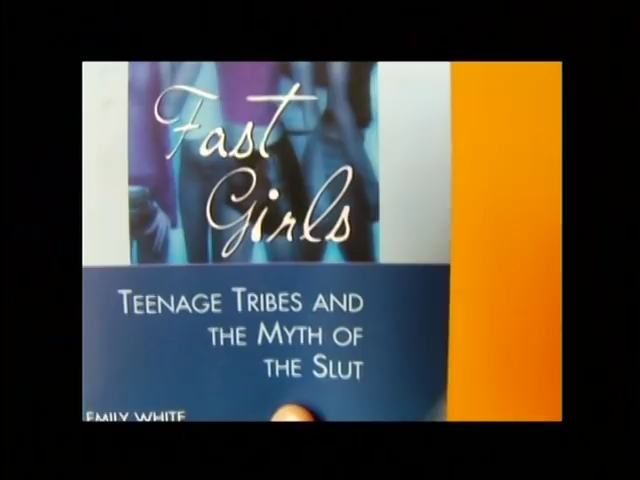 Fast
Girls
TEENAGE TRIBES AND
THE MYTH OF
THE SLUT
EMILY WHITE